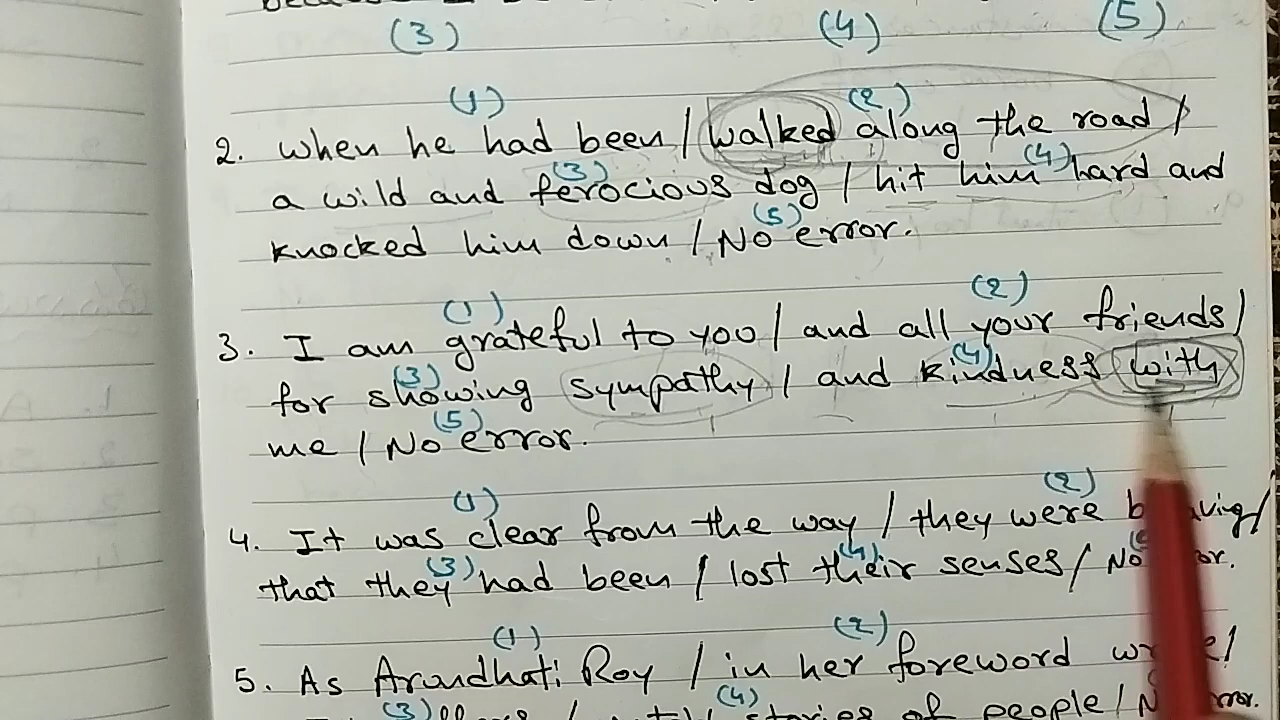 (3) (4) (5)
(1) (2)
2. When he had been / walked along the road /
(3) (4)
a wild and ferocious dog / hit him hard and
(5)
knocked him down / No error.
(1) (2)
3. I am grateful to you / and all your friends /
(3) (4)
for showing sympathy / and kindness with
(5)
me / No error.
(1) (2)
4. It was clear from the way / they were
(3) (4)
that they had been / lost their senses / No
(1) (2)
5. As Arundhati Roy / in her foreword
(3) (4)
stories of people /